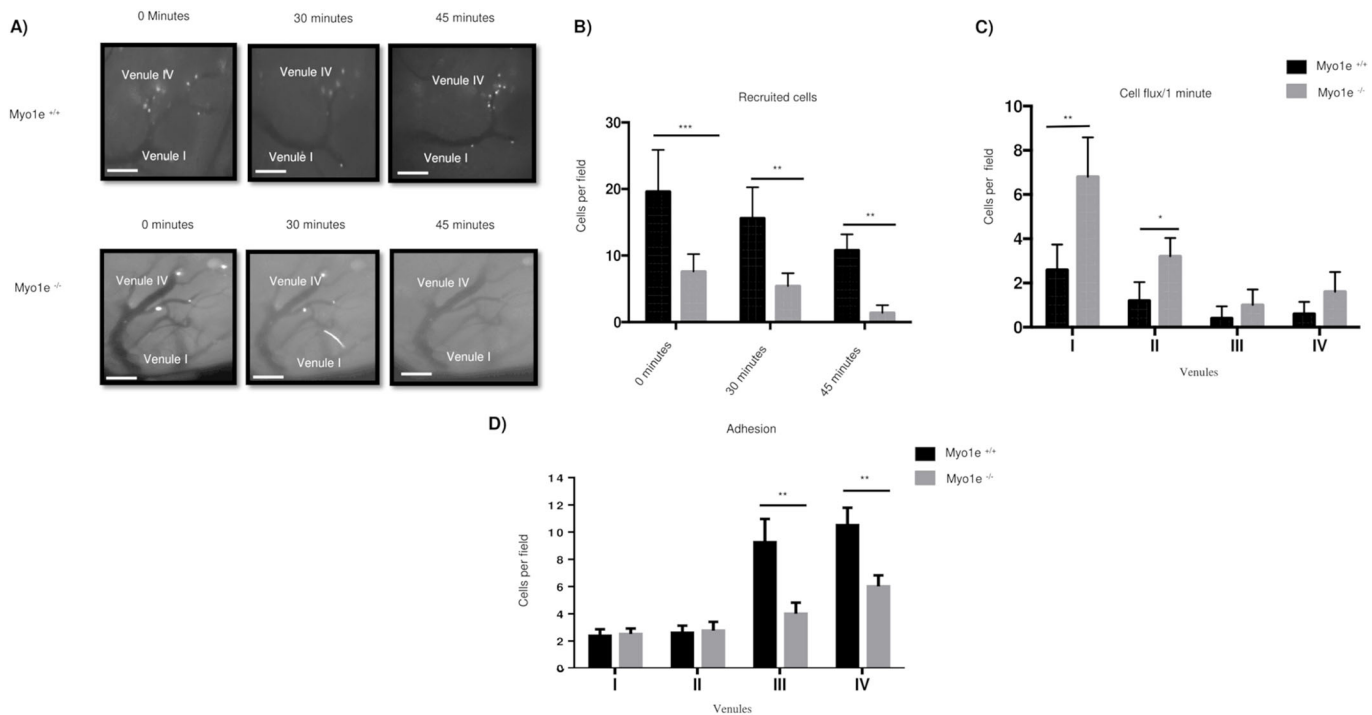 A)
0 Minutes
30 minutes
45 minutes
Myo1e +/+
Venule IV
Venule I
Venule IV
Venule I
Venule IV
Venule I
0 minutes
30 minutes
45 minutes
Myo1e -/-
Venule IV
Venule I
Venule IV
Venule I
Venule IV
Venule I
B)
Recruited cells
Cells per field
30
20
10
0
***
**
**
0 minutes
30 minutes
45 minutes
C)
Myo1e +/+
Myo1e -/-
Cell flux/1 minute
Cells per field
10
8
6
4
2
0
**
*
I II III IV
Venules
D)
Adhesion
Myo1e +/+
Myo1e -/-
Cells per field
14
12
10
8
6
4
2
0
**
**
I II III IV
Venules